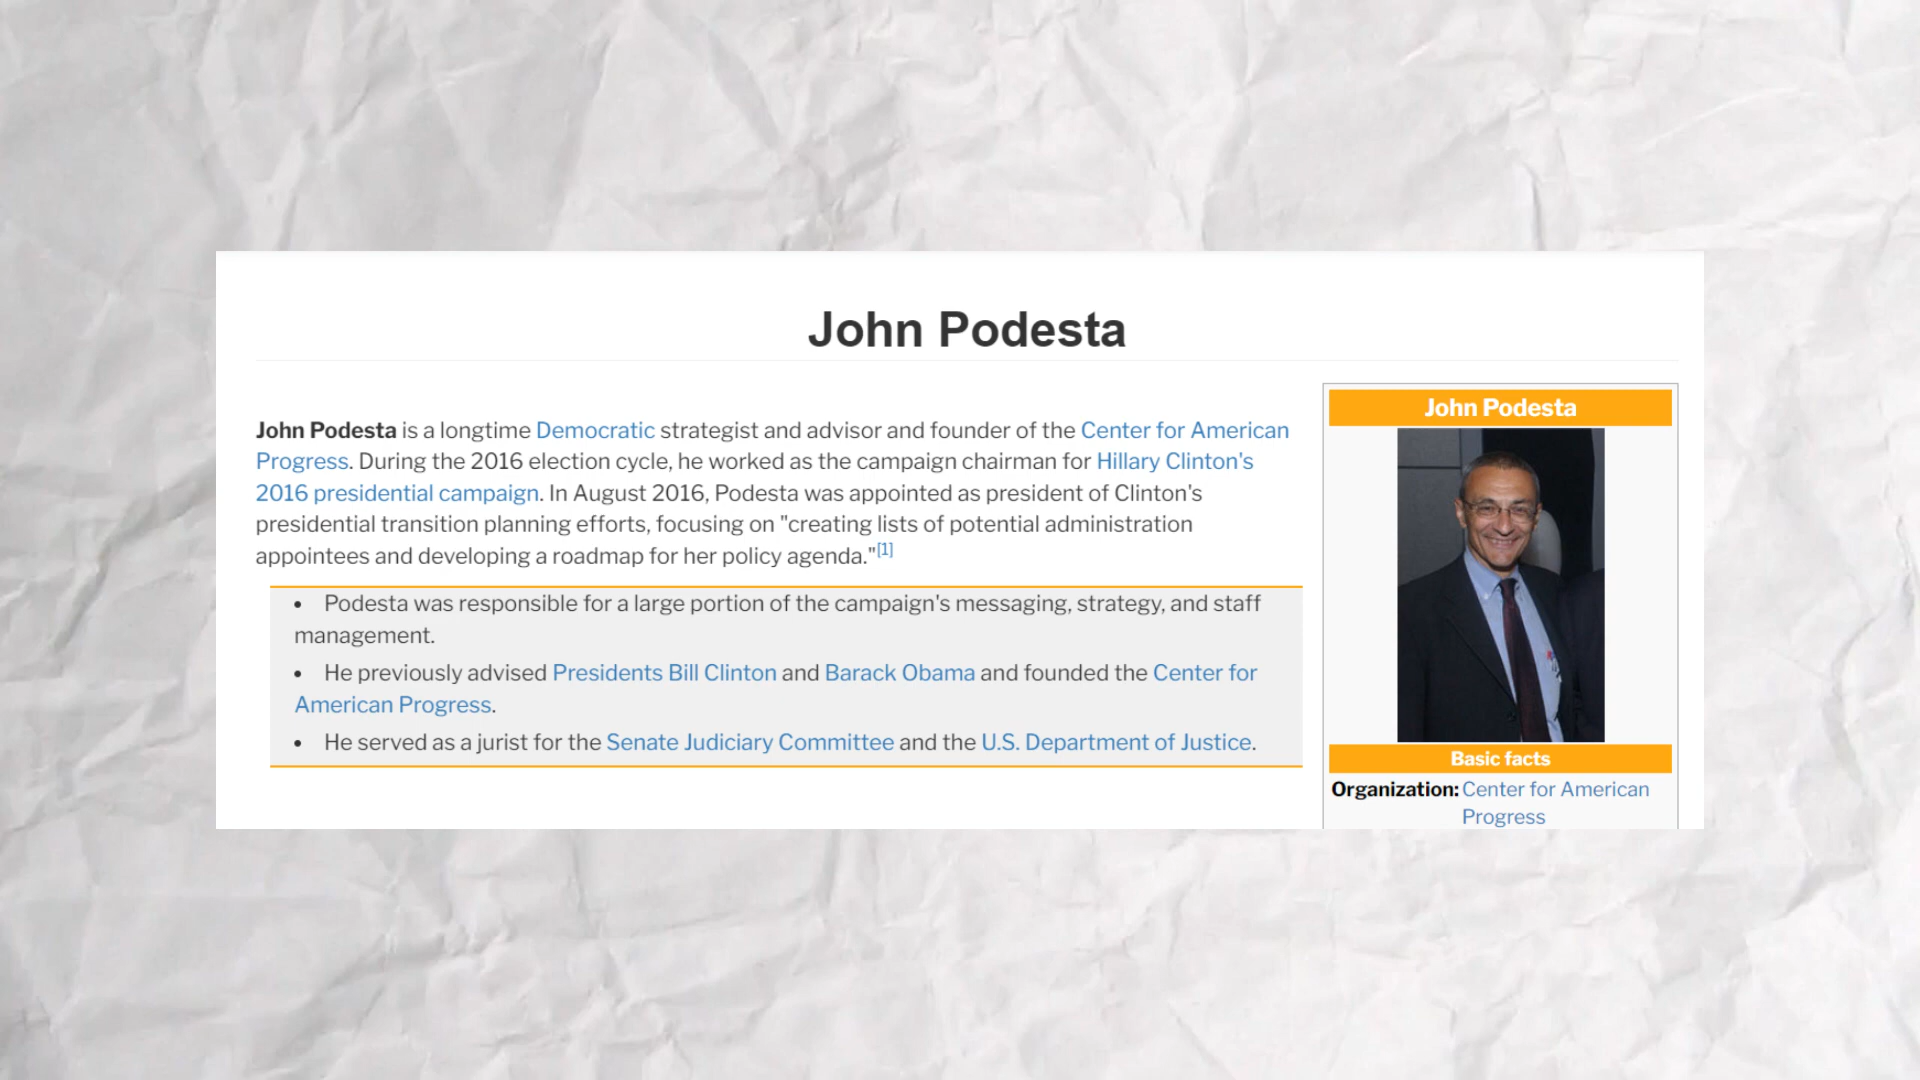 John Podesta
John Podesta is a longtime Democratic strategist and advisor and founder of the Center for American
Progress. During the 2016 election cycle, he worked as the campaign chairman for Hillary Clinton's
2016 presidential campaign. In August 2016, Podesta was appointed as president of Clinton's
presidential transition planning efforts, focusing on "creating lists of potential administration
appointees and developing a roadmap for her policy agenda."[1]
• Podesta was responsible for a large portion of the campaign's messaging, strategy, and staff
management.
• He previously advised Presidents Bill Clinton and Barack Obama and founded the Center for
American Progress.
• He served as a jurist for the Senate Judiciary Committee and the U.S. Department of Justice.
John Podesta
Basic facts
Organization: Center for American
Progress